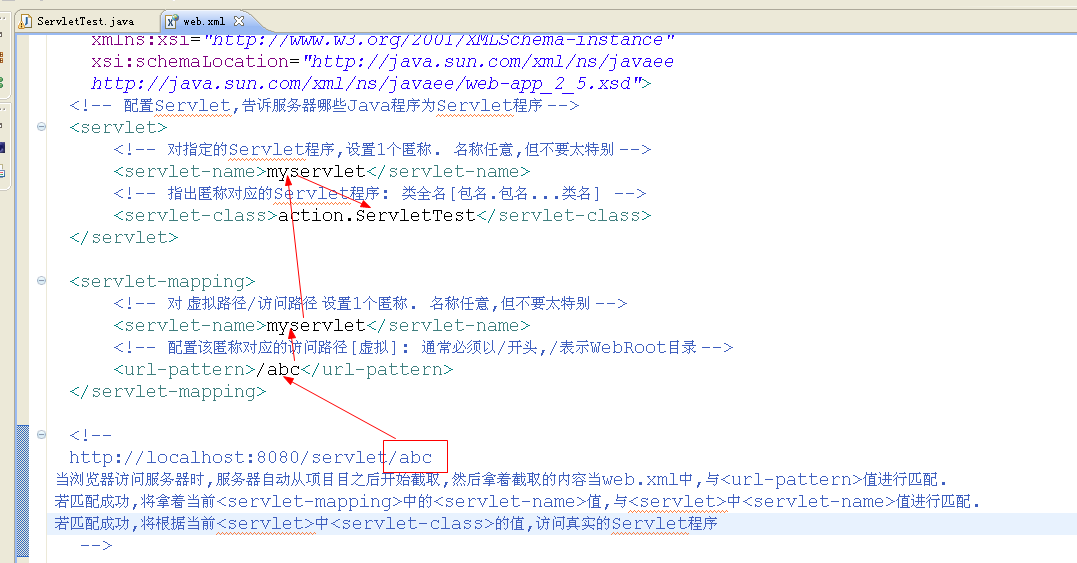 ServletTest.java web.xml
xmlns:xsi="http://www.w3.org/2001/XMLSchema-instance"
xsi:schemaLocation="http://java.sun.com/xml/ns/javaee
http://java.sun.com/xml/ns/javaee/web-app_2_5.xsd">
<!-- 配置Servlet,告诉服务器哪些Java程序为Servlet程序 -->
<servlet>
<!-- 对指定的Servlet程序,设置1个匿称. 名称任意,但不要太特别 -->
<servlet-name>myservlet</servlet-name>
<!-- 指出匿称对应的Servlet程序: 类全名[包名.包名...类名] -->
<servlet-class>action.ServletTest</servlet-class>
</servlet>
<servlet-mapping>
<!-- 对 虚拟路径/访问路径 设置1个匿称. 名称任意,但不要太特别 -->
<servlet-name>myservlet</servlet-name>
<!-- 配置该匿称对应的访问路径[虚拟]: 通常必须以/开头,/表示WebRoot目录 -->
<url-pattern>/abc</url-pattern>
</servlet-mapping>
<!--
http://localhost:8080/servlet/abc
当浏览器访问服务器时,服务器自动从项目目之后开始截取,然后拿着截取的内容当web.xml中,与<url-pattern>值进行匹配.
若匹配成功,将拿着当前<servlet-mapping>中的<servlet-name>值,与<servlet>中<servlet-name>值进行匹配.
若匹配成功,将根据当前<servlet>中<servlet-class>的值,访问真实的Servlet程序
-->